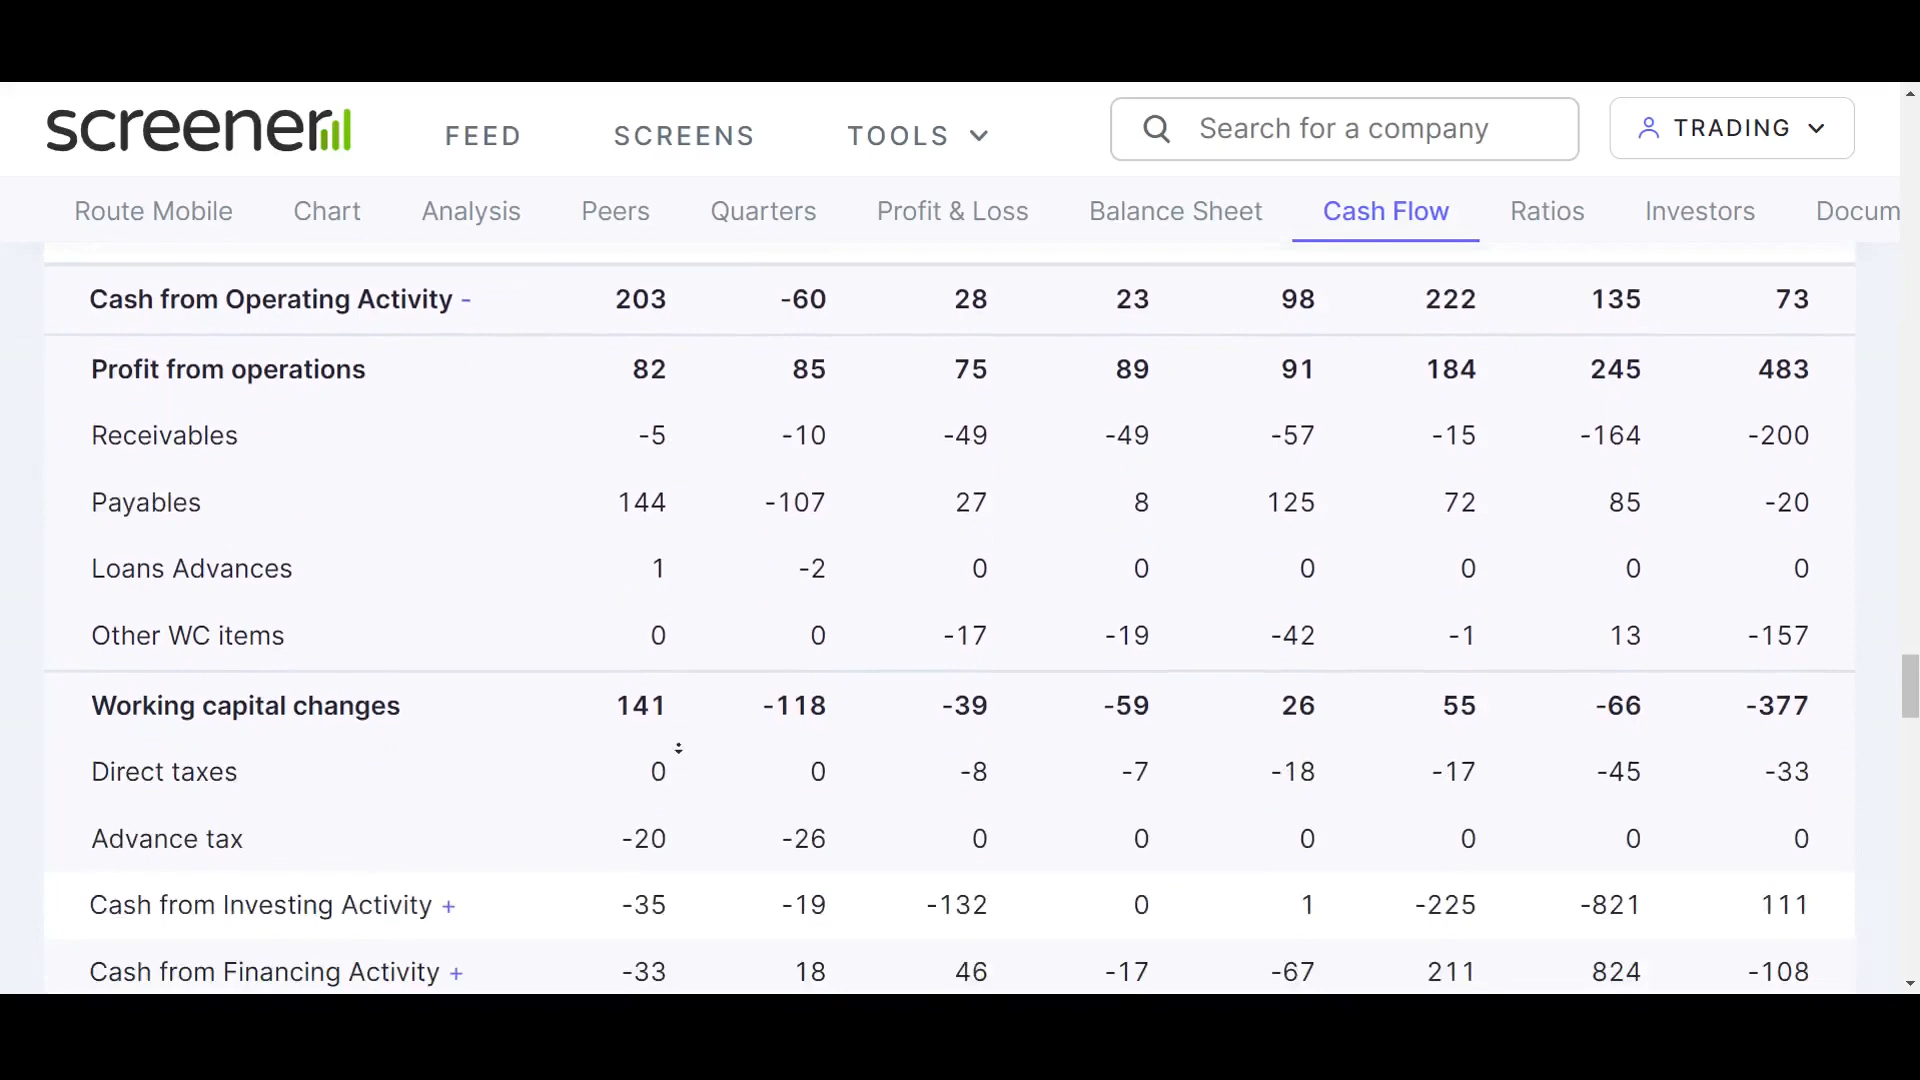 screener FEED SCREENS TOOLS Search for a company TRADING
Route Mobile Chart Analysis Peers Quarters Profit & Loss Balance Sheet Cash Flow Ratios Investors Docum
Cash from Operating Activity - 203 -60 28 23 98 222 135 73
Profit from operations 82 85 75 89 91 184 245 483
Receivables -5 -10 -49 -49 -57 -15 -164 -200
Payables 144 -107 27 8 125 72 85 -20
Loans Advances 1 -2 0 0 0 0 0 0
Other WC items 0 0 -17 -19 -42 -1 13 -157
Working capital changes 141 -118 -39 -59 26 55 -66 -377
Direct taxes 0 0 -8 -7 -18 -17 -45 -33
Advance tax -20 -26 0 0 0 0 0 0
Cash from Investing Activity + -35 -19 -132 0 1 -225 -821 111
Cash from Financing Activity + -33 18 46 -17 -67 211 824 -108